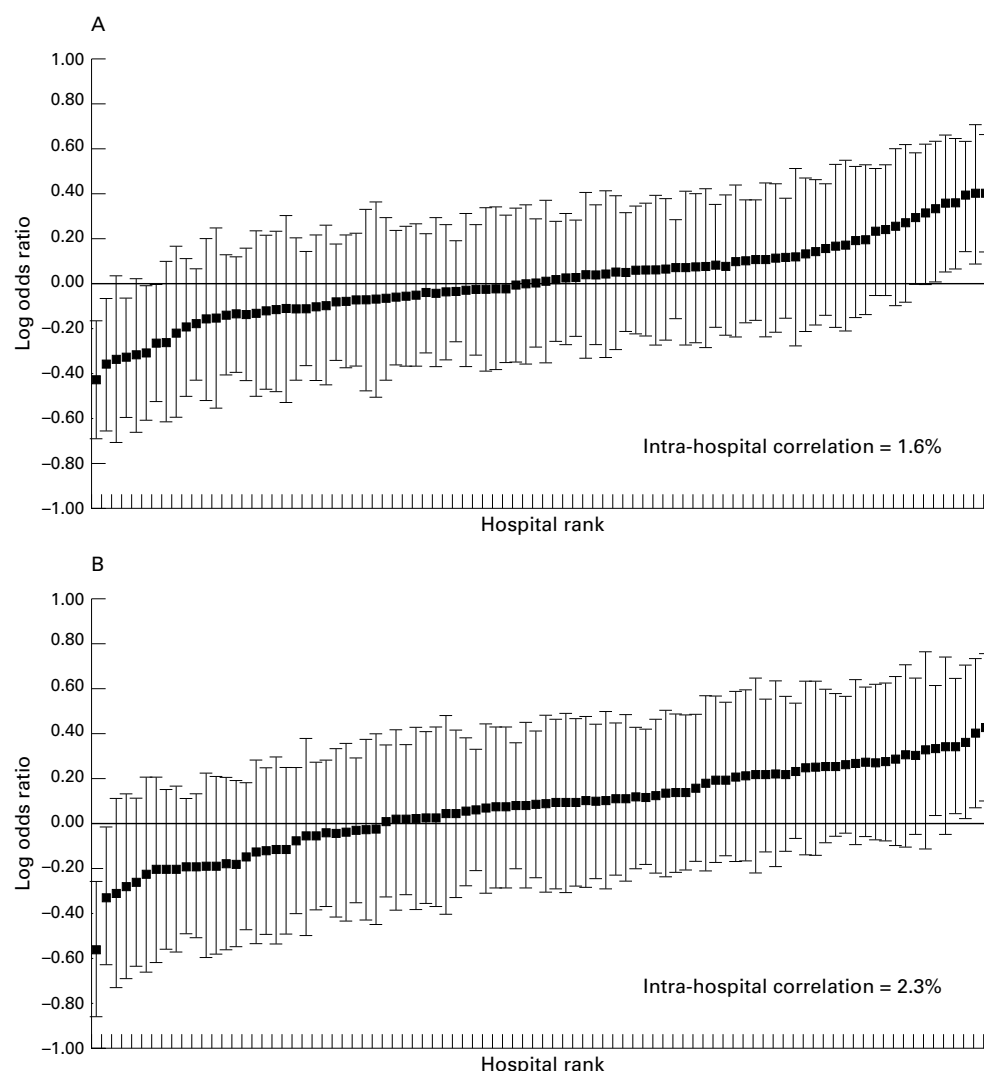 A
1.00
0.80
0.60
0.40
0.20
0.00
–0.20
–0.40
–0.60
–0.80
–1.00
Log odds ratio
Intra-hospital correlation = 1.6%
Hospital rank
B
1.00
0.80
0.60
0.40
0.20
0.00
–0.20
–0.40
–0.60
–0.80
–1.00
Log odds ratio
Intra-hospital correlation = 2.3%
Hospital rank